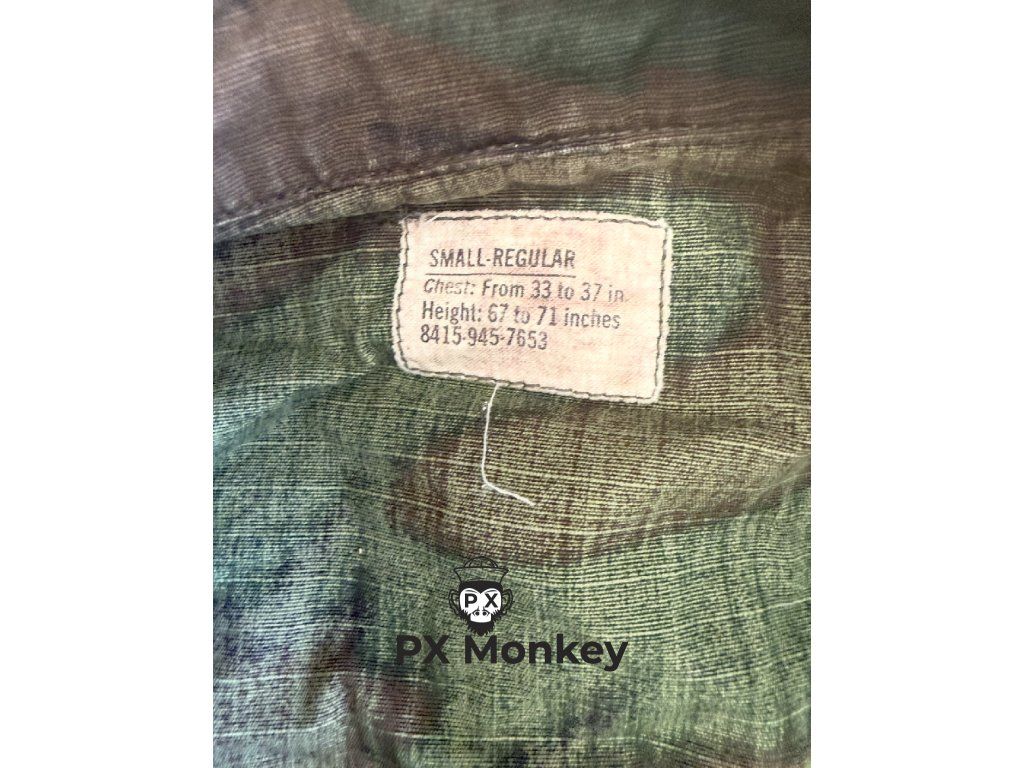 SMALL-REGULAR
Chest: From 33 to 37 in.
Height: 67 to 71 inches
8415-945-7653
PX
PX Monkey